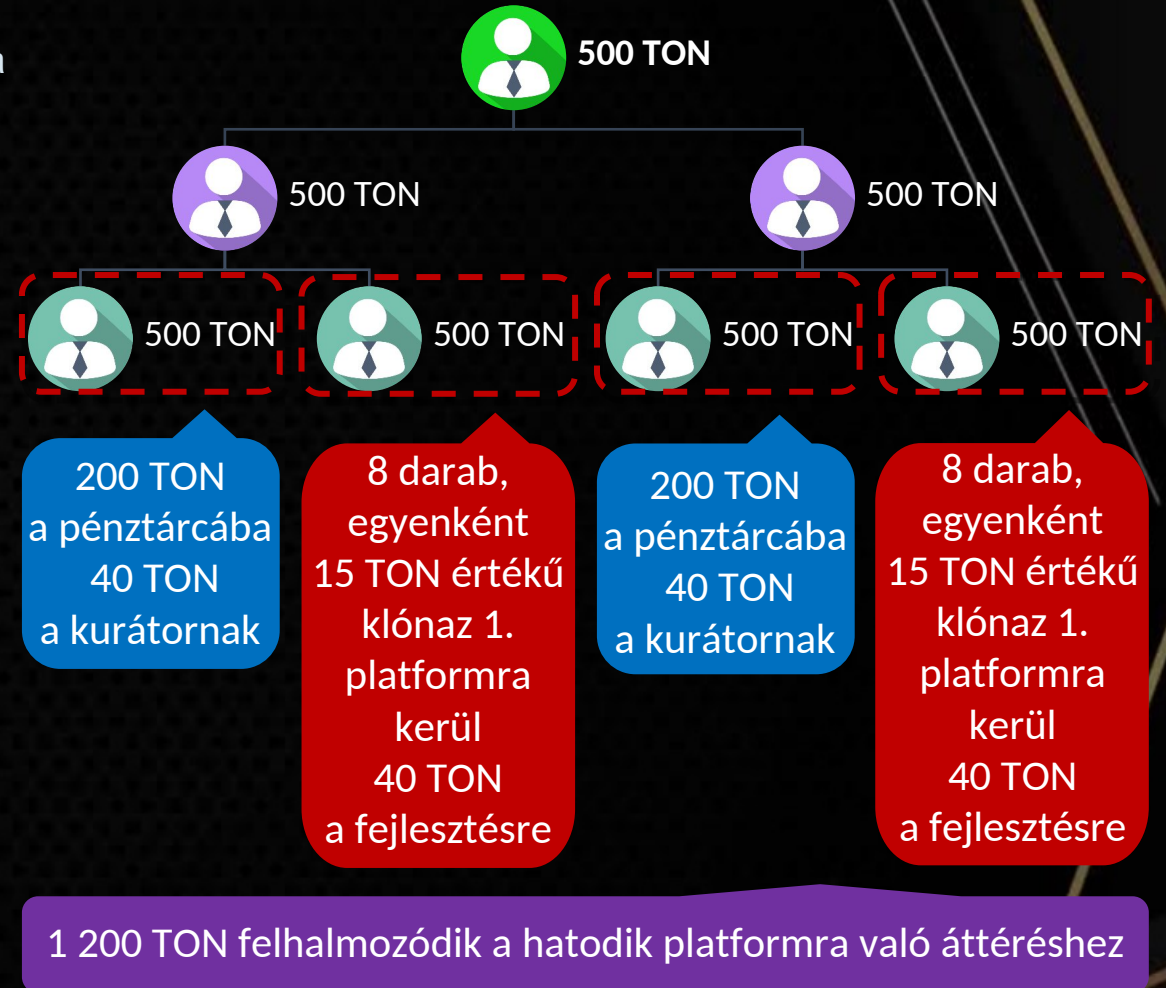 a
500 TON
500 TON
500 TON
500 TON
500 TON
500 TON
500 TON
200 TON
a pénztárcába
40 TON
a kurátornak
8 darab,
egyenként
15 TON értékű
klónaz 1.
platformra
kerül
40 TON
a fejlesztésre
200 TON
a pénztárcába
40 TON
a kurátornak
8 darab,
egyenként
15 TON értékű
klónaz 1.
platformra
kerül
40 TON
a fejlesztésre
1 200 TON felhalmozódik a hatodik platformra való áttéréshez